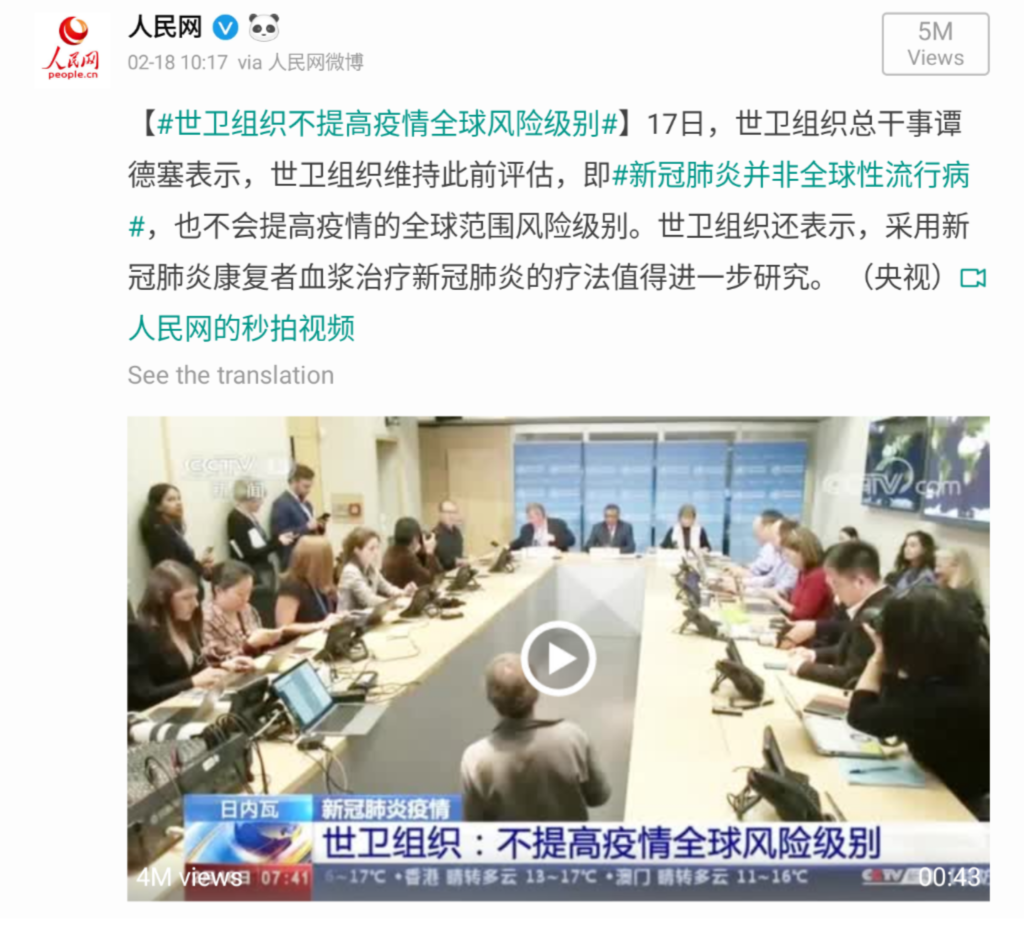 人民网
people.cn
人民网
02-18 10:17 via 人民网微博
5M
Views
【#世卫组织不提高疫情全球风险级别#】17日，世卫组织总干事谭
德塞表示，世卫组织维持此前评估，即#新冠肺炎并非全球性流行病
#，也不会提高疫情的全球范围风险级别。世卫组织还表示，采用新
冠肺炎康复者血浆治疗新冠肺炎的疗法值得进一步研究。（央视）
人民网的秒拍视频
See the translation
CCTV 13
新闻
CCTV com
日内瓦
新冠肺炎疫情
世卫组织：不提高疫情全球风险级别
4M views 07:41 6~17℃ •香港 晴转多云 13~17℃ •澳门 晴转多云 11~16℃ CCTV 00:43